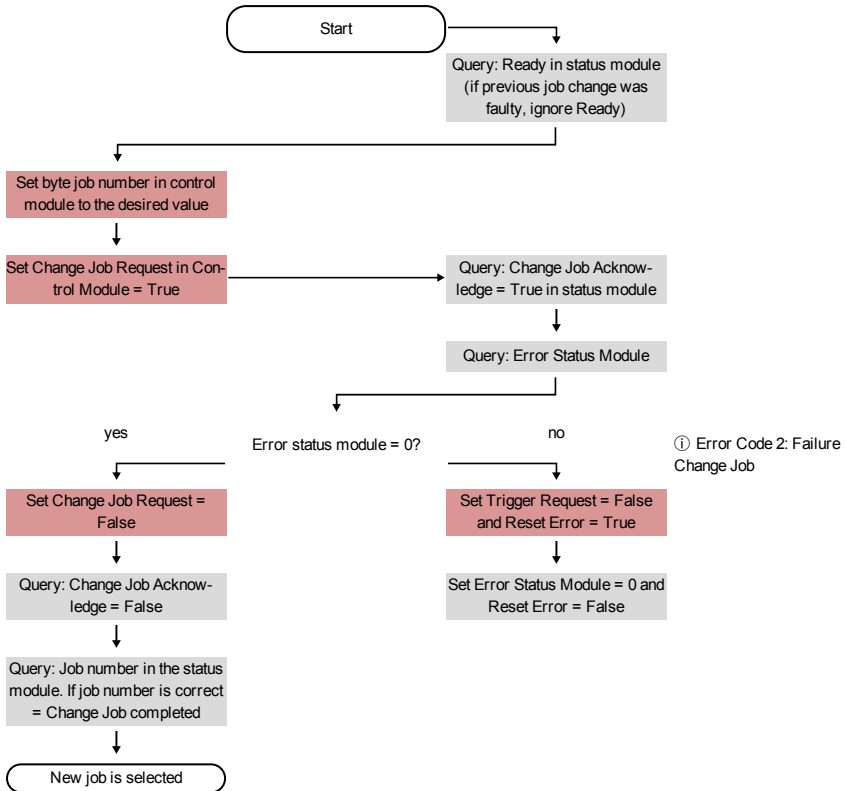 Start
Query: Ready in status module
(if previous job change was
faulty, ignore Ready)
Set byte job number in control
module to the desired value
Set Change Job Request in Con-
trol Module = True
Query: Change Job Acknow-
ledge = True in status module
Query: Error Status Module
yes
Error status module = 0?
no
ⓘ Error Code 2: Failure
Change Job
Set Change Job Request =
False
Set Trigger Request = False
and Reset Error = True
Query: Change Job Acknow-
ledge = False
Set Error Status Module = 0 and
Reset Error = False
Query: Job number in the status
module. If job number is correct
= Change Job completed
New job is selected